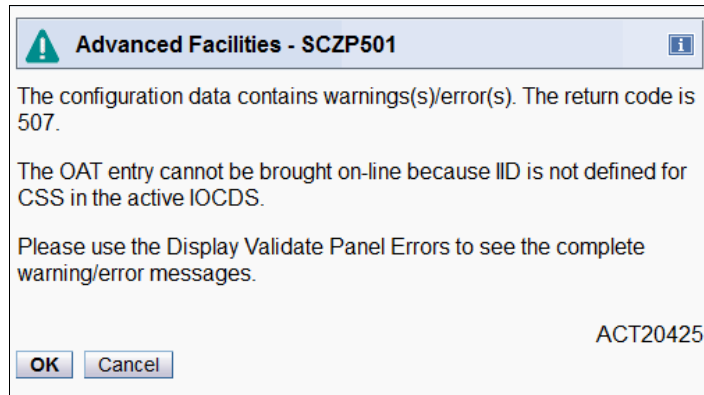 Advanced Facilities - SCZP501
The configuration data contains warnings(s)/error(s). The return code is
507.
The OAT entry cannot be brought on-line because IID is not defined for
CSS in the active IOCDS.
Please use the Display Validate Panel Errors to see the complete
warning/error messages.
ACT20425
OK Cancel